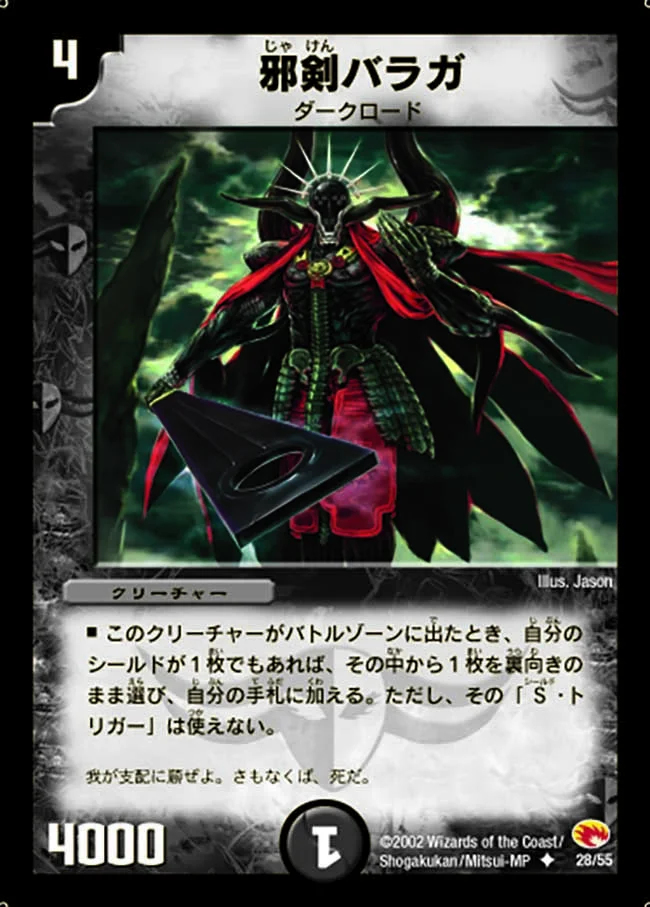 4
じゃ けん
邪剣バラガ
ダークロード
Illus. Jason
クリーチャー
■ このクリーチャーがバトルゾーンに出たとき、自分の
シールドが1枚でもあれば、その中から1枚を裏向きの
まま選び、自分の手札に加える。ただし、その「S・ト
リガー」は使えない。
我が支配に願ぜよ。さもなくば、死だ。
4000
1
©2002 Wizards of the Coast/
Shogakukan/Mitsui-MP
28/55